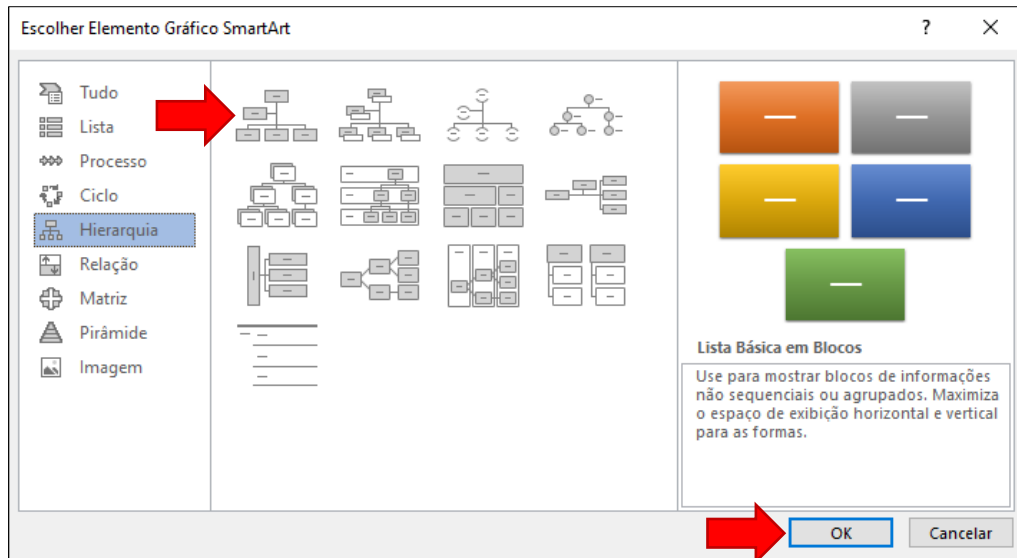 Escolher Elemento Gráfico SmartArt
Tudo
Lista
Processo
Ciclo
Hierarquia
Relação
Matriz
Pirâmide
Imagem
Lista Básica em Blocos
Use para mostrar blocos de informações
não sequenciais ou agrupados. Maximiza
o espaço de exibição horizontal e vertical
para as formas.
OK
Cancelar